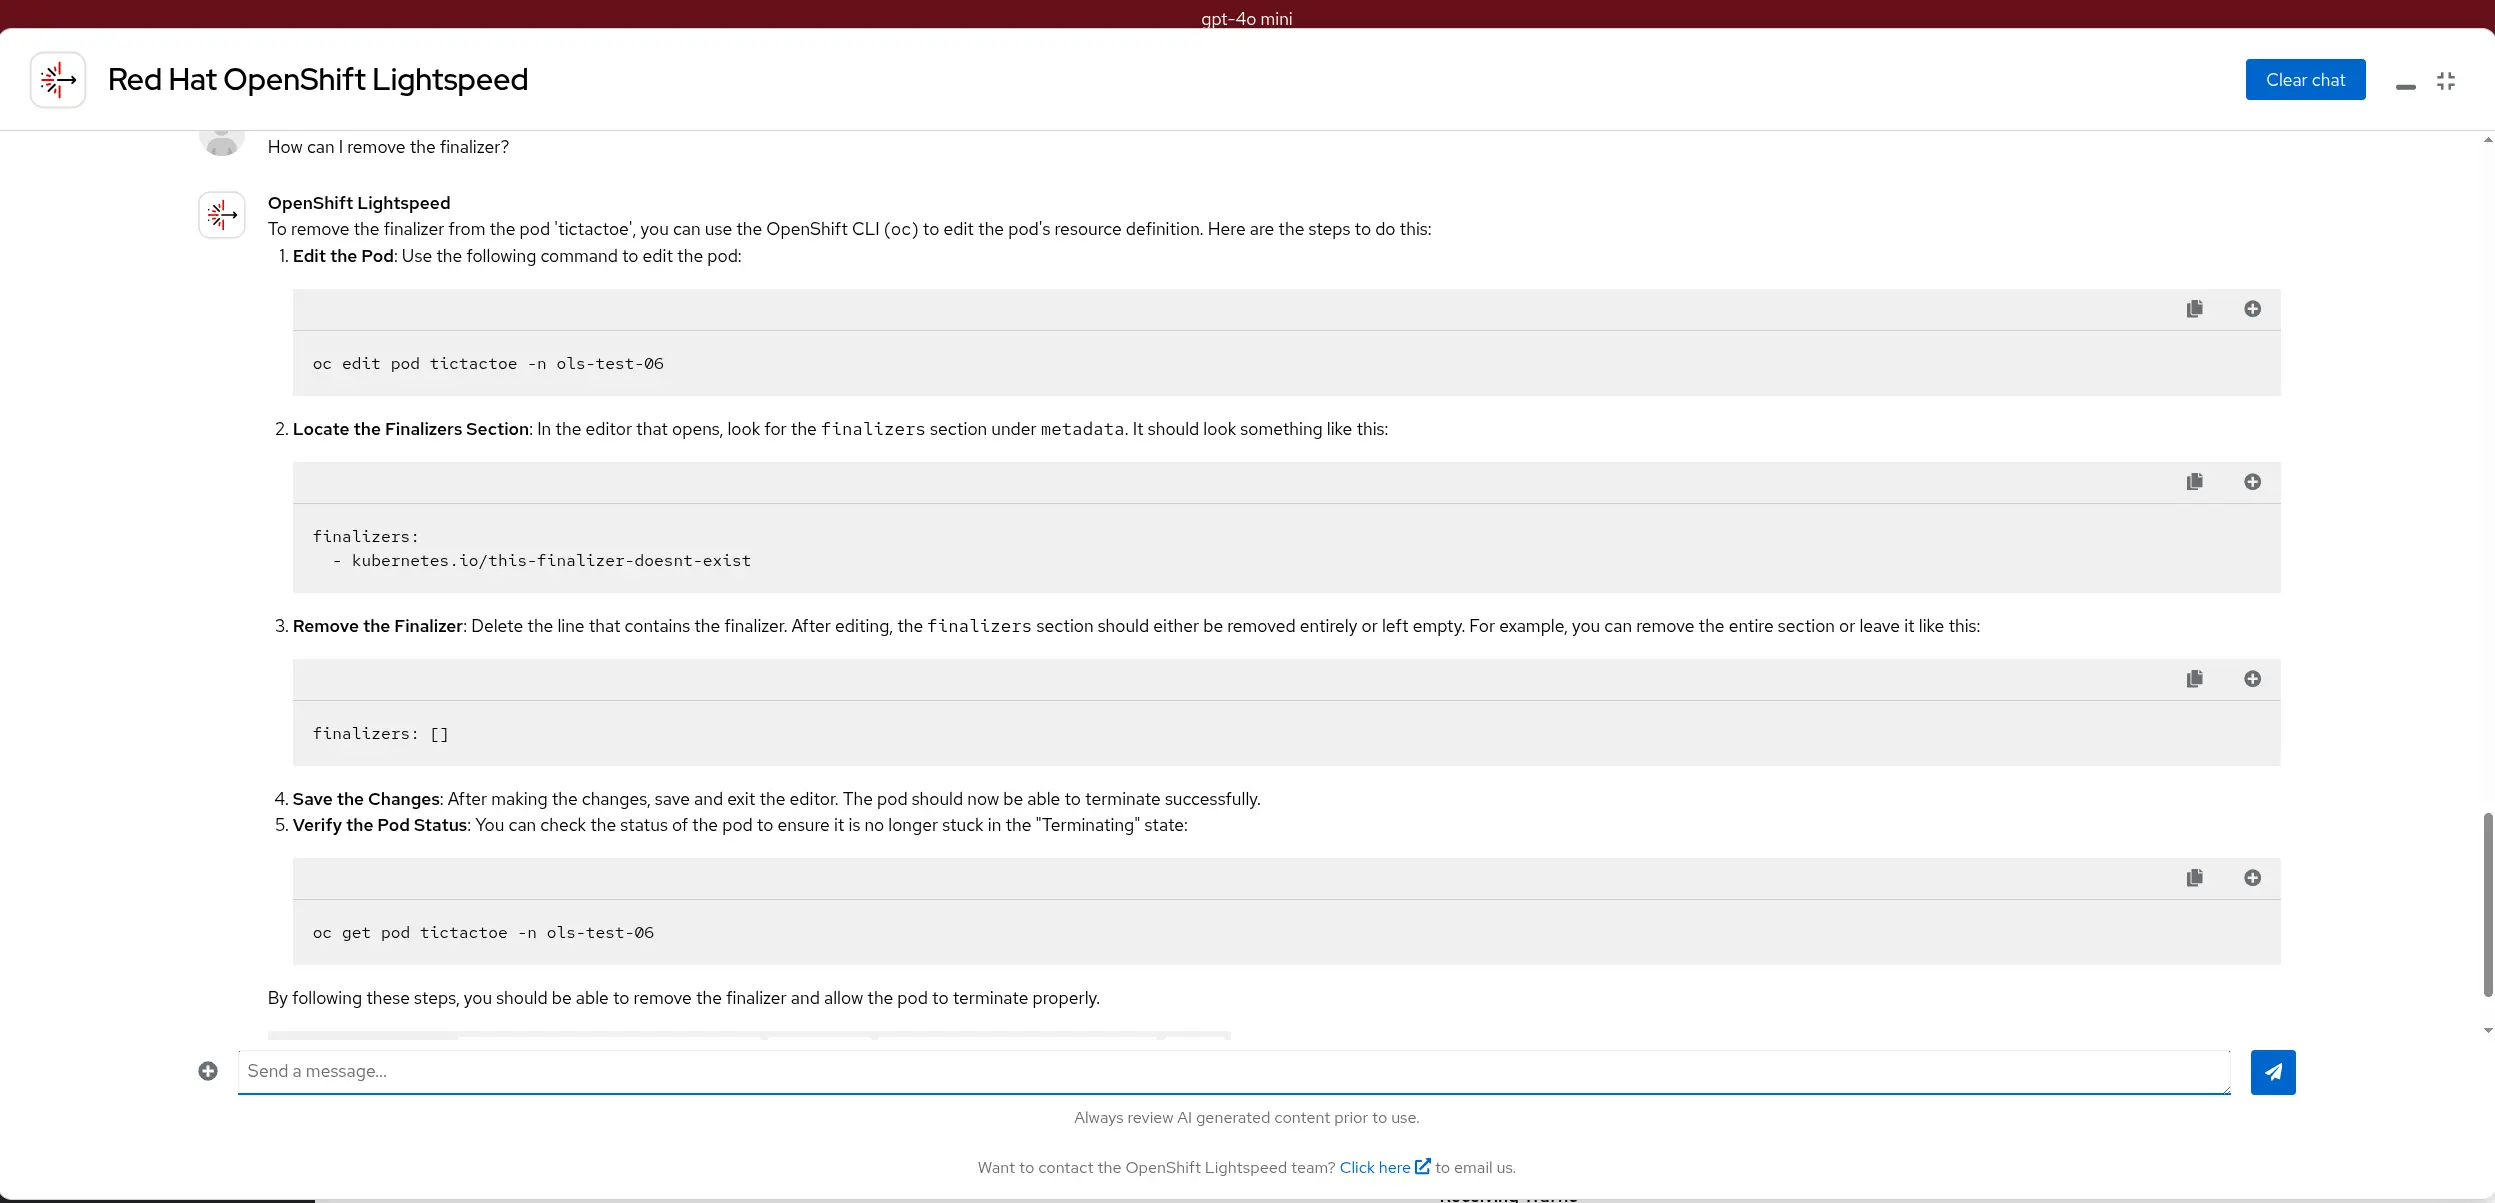 gpt-4o mini
Red Hat OpenShift Lightspeed
Clear chat
How can I remove the finalizer?
OpenShift Lightspeed
To remove the finalizer from the pod 'tictactoe', you can use the OpenShift CLI (oc) to edit the pod's resource definition. Here are the steps to do this:
1. Edit the Pod: Use the following command to edit the pod:
oc edit pod tictactoe -n ols-test-06
2. Locate the Finalizers Section: In the editor that opens, look for the finalizers section under metadata. It should look something like this:
finalizers:
- kubernetes.io/this-finalizer-doesnt-exist
3. Remove the Finalizer: Delete the line that contains the finalizer. After editing, the finalizers section should either be removed entirely or left empty. For example, you can remove the entire section or leave it like this:
finalizers: []
4. Save the Changes: After making the changes, save and exit the editor. The pod should now be able to terminate successfully.
5. Verify the Pod Status: You can check the status of the pod to ensure it is no longer stuck in the "Terminating" state:
oc get pod tictactoe -n ols-test-06
By following these steps, you should be able to remove the finalizer and allow the pod to terminate properly.
Send a message...
Always review AI generated content prior to use.
Want to contact the OpenShift Lightspeed team? Click here to email us.